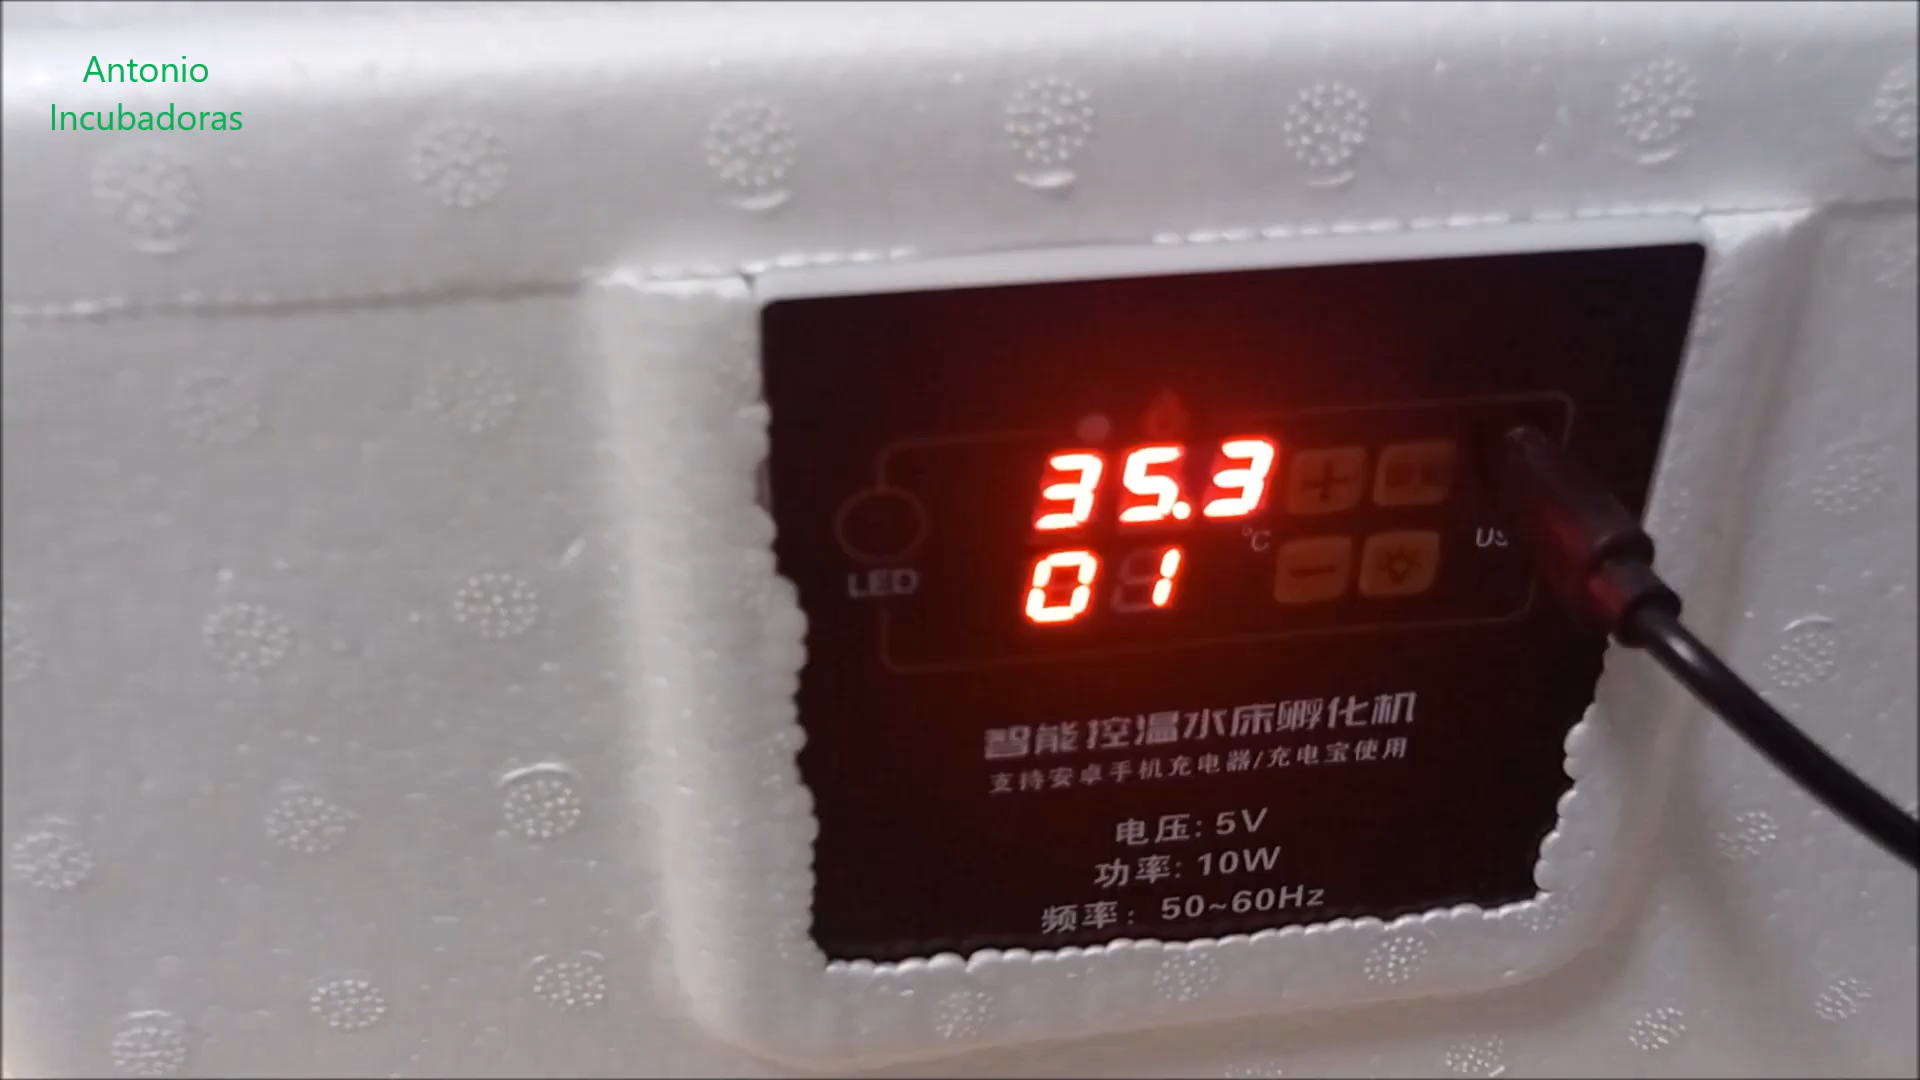 Antonio
Incubadoras
35.3
°C
01
LED
智能控温水床孵化机
支持安卓手机充电器/充电宝使用
电压: 5V
功率: 10W
频率: 50~60Hz